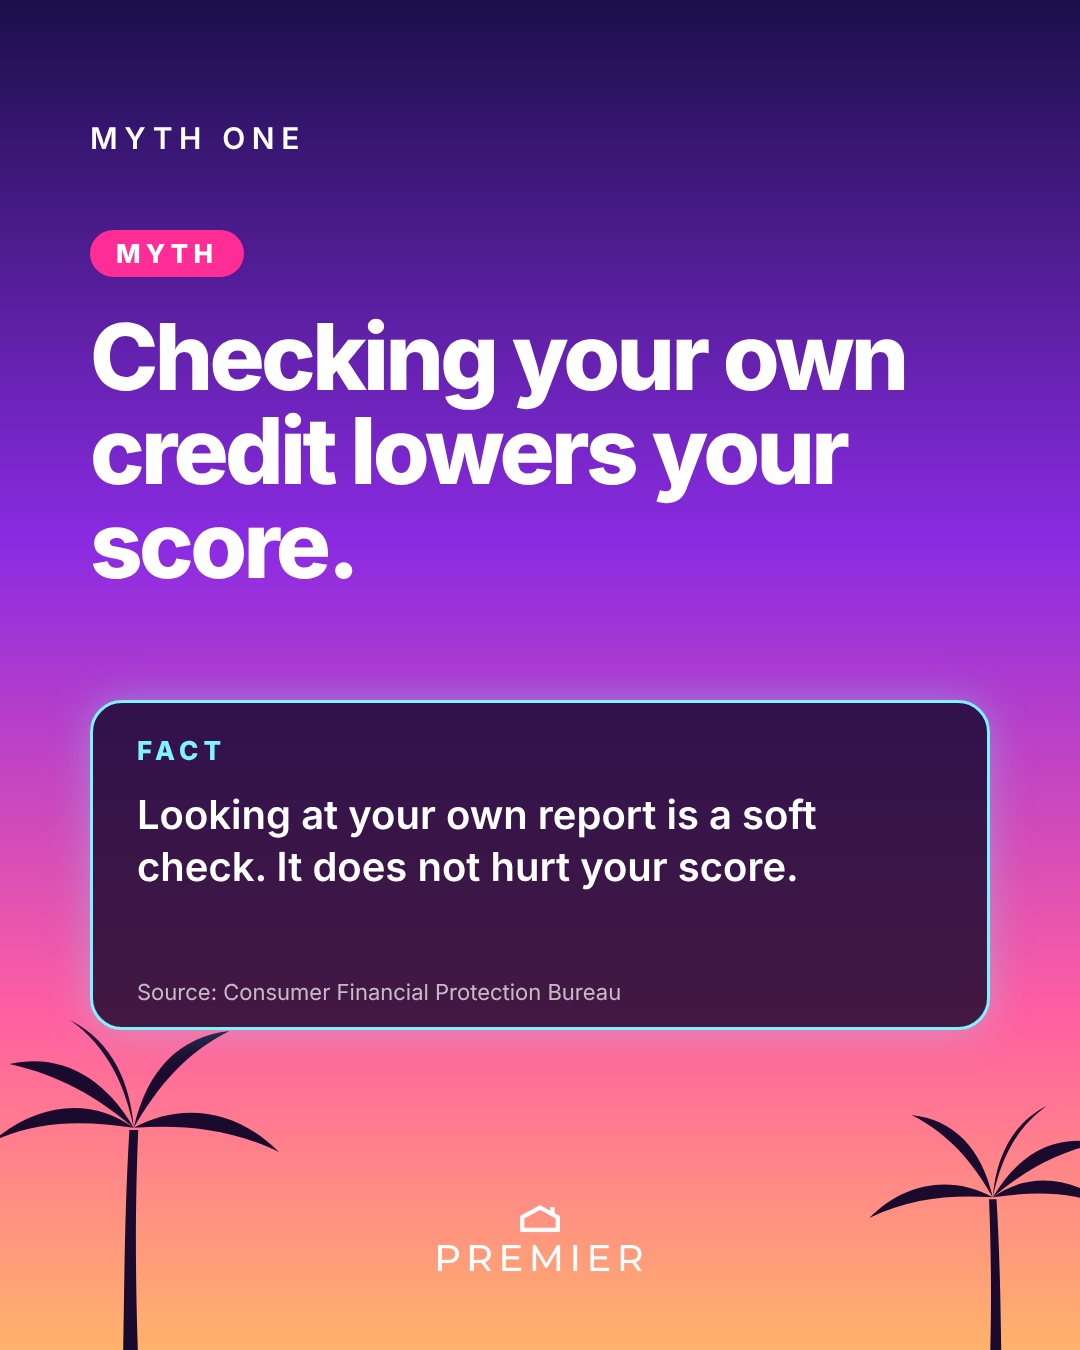 MYTH ONE
MYTH
Checking your own
credit lowers your
score.
FACT
Looking at your own report is a soft
check. It does not hurt your score.
Source: Consumer Financial Protection Bureau
PREMIER